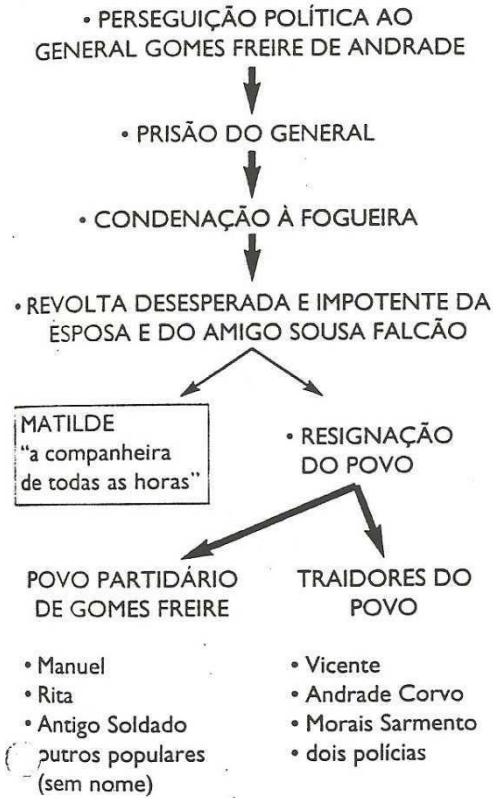 • PERSEGUIÇÃO POLÍTICA AO
GENERAL GOMES FREIRE DE ANDRADE
• PRISÃO DO GENERAL
• CONDENAÇÃO À FOGUEIRA
• REVOLTA DESESPERADA E IMPOTENTE DA
ESPOSA E DO AMIGO SOUSA FALCÃO
MATILDE
“a companheira
de todas as horas”
• RESIGNAÇÃO
DO POVO
POVO PARTIDÁRIO
DE GOMES FREIRE
• Manuel
• Rita
• Antigo Soldado
outros populares
(sem nome)
TRAIDORES DO
POVO
• Vicente
• Andrade Corvo
• Morais Sarmento
• dois polícias